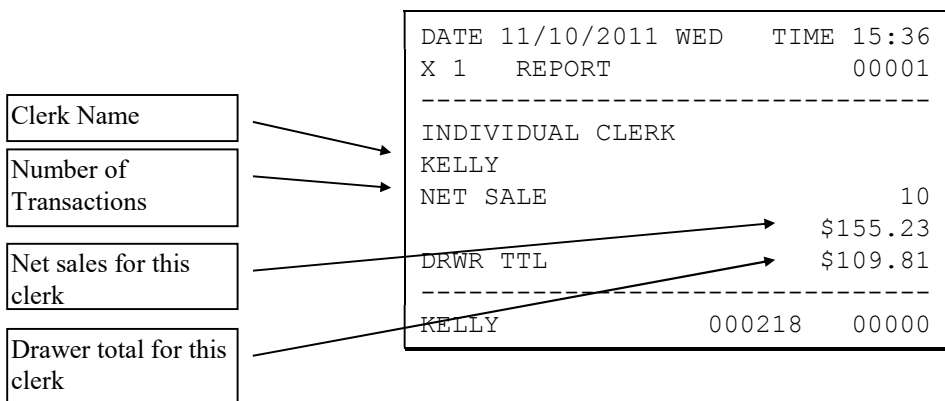 DATE 11/10/2011 WED TIME 15:36
X 1 REPORT 00001
--------------------------------
INDIVIDUAL CLERK
KELLY
NET SALE 10
$155.23
DRWR TTL $109.81
--------------------------------
KELLY 000218 00000
Clerk Name
Number of
Transactions
Net sales for this
clerk
Drawer total for this
clerk